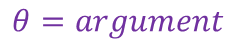 θ = argument